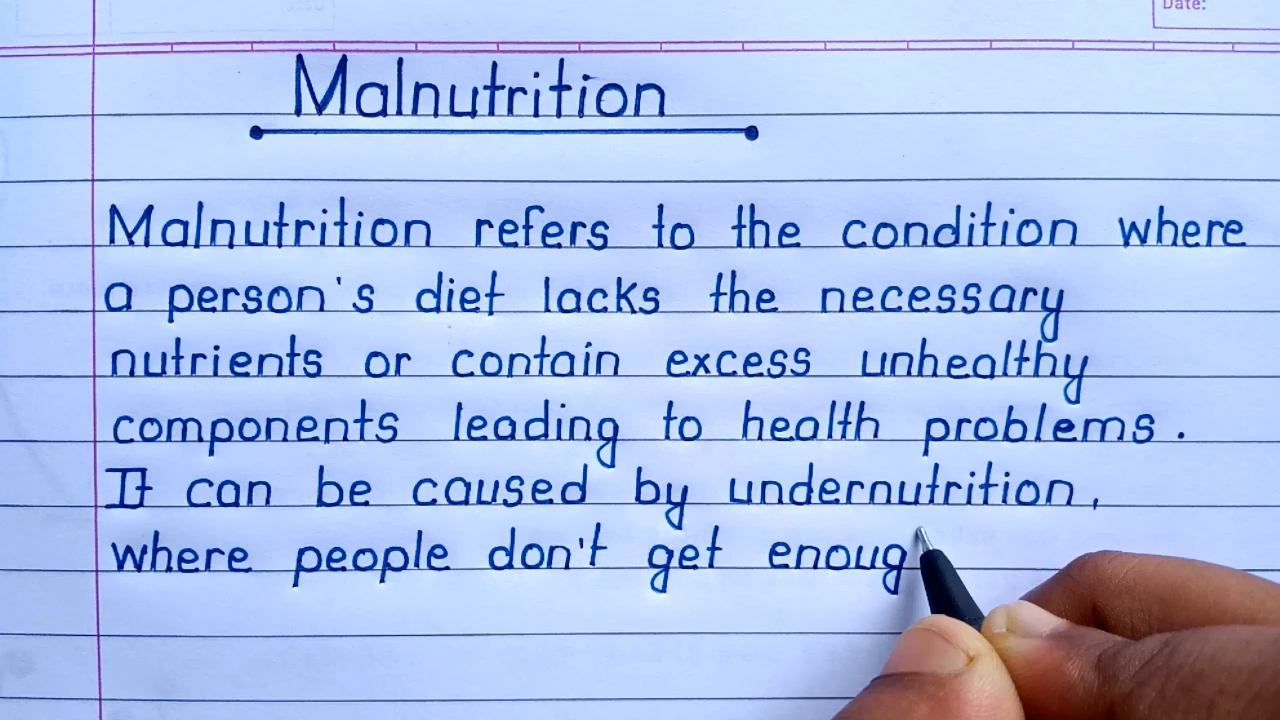 Date:
Malnutrition
Malnutrition refers to the condition where
a person's diet lacks the necessary
nutrients or contain excess unhealthy
components leading to health problems.
It can be caused by undernutrition,
where people don't get enoug